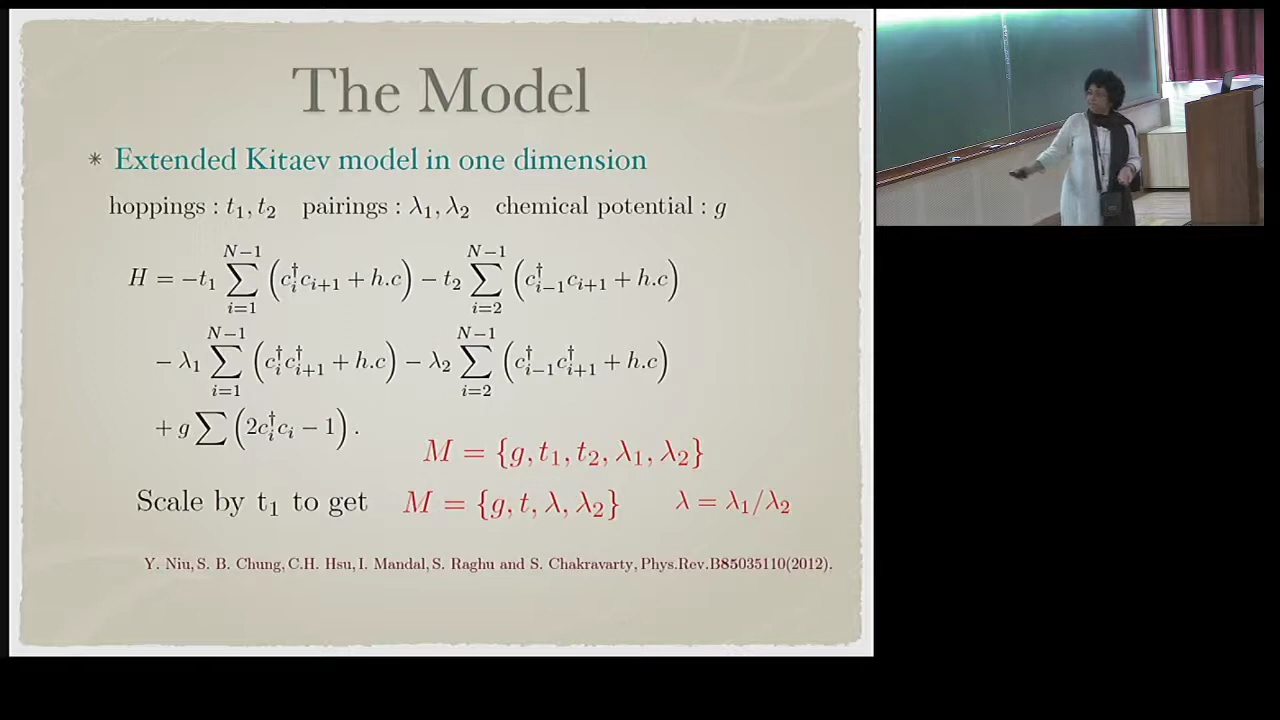 The Model
* Extended Kitaev model in one dimension
hoppings : t₁, t₂ pairings : λ₁, λ₂ chemical potential : g
H = −t₁ ∑_{i=1}^{N−1} (c_i^† c_{i+1} + h.c) − t₂ ∑_{i=2}^{N−1} (c_{i−1}^† c_{i+1} + h.c)
− λ₁ ∑_{i=1}^{N−1} (c_i^† c_{i+1}^† + h.c) − λ₂ ∑_{i=2}^{N−1} (c_{i−1}^† c_{i+1}^† + h.c)
+ g ∑ (2c_i^† c_i − 1).
M = {g, t₁, t₂, λ₁, λ₂}
Scale by t₁ to get M = {g, t, λ, λ₂} λ = λ₁/λ₂
Y. Niu, S. B. Chung, C.H. Hsu, I. Mandal, S. Raghu and S. Chakravarty, Phys.Rev.B85035110(2012).